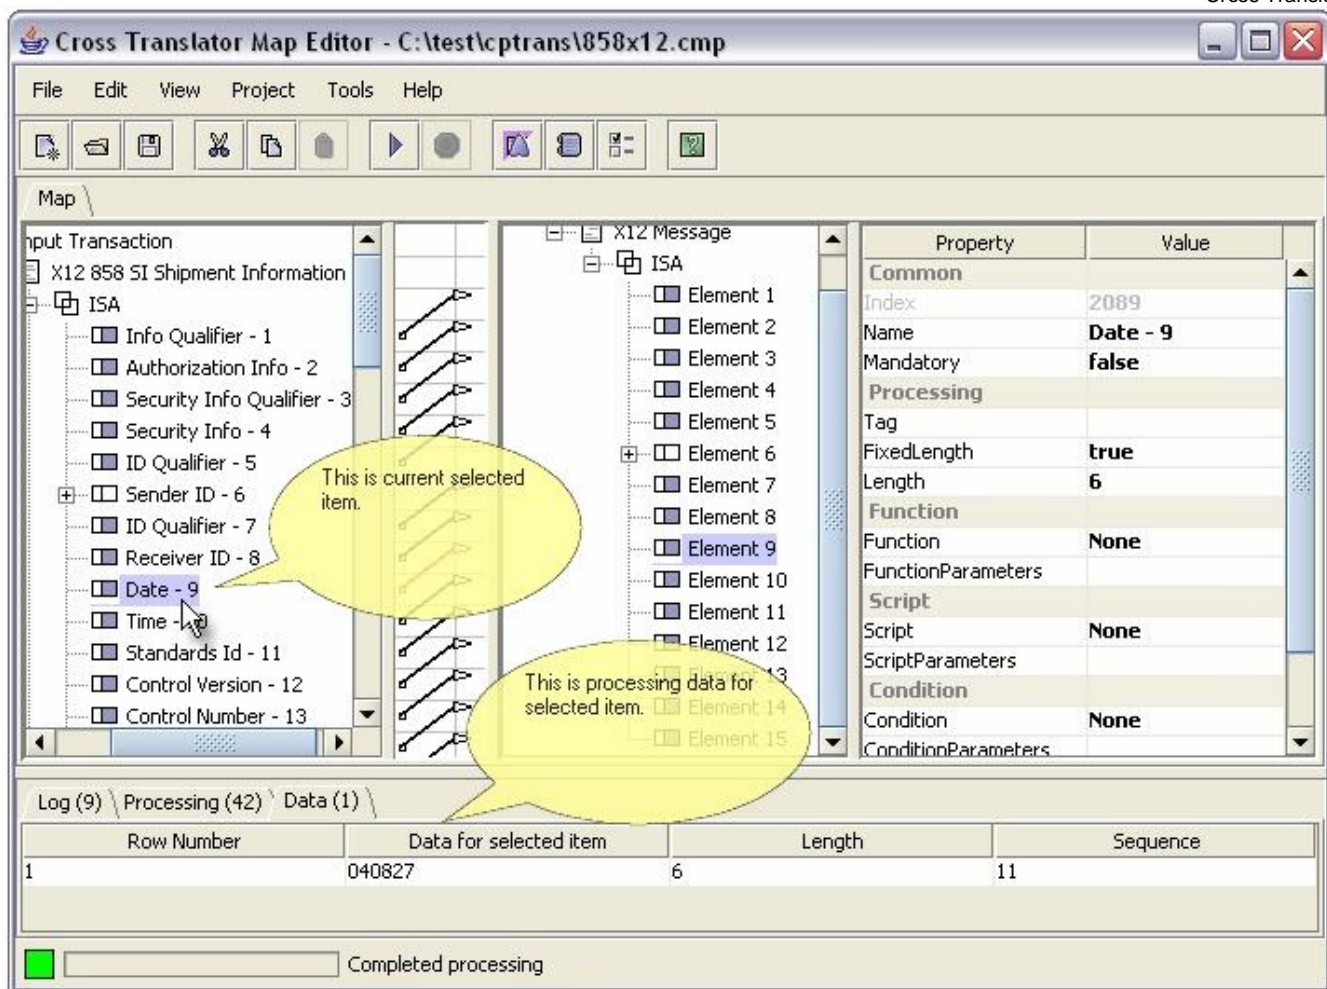 Cross Translator Map Editor - C:\test\cptrans\858x12.cmp
File Edit View Project Tools Help
Map
nput Transaction
X12 858 SI Shipment Information
ISA
Info Qualifier - 1
Authorization Info - 2
Security Info Qualifier - 3
Security Info - 4
ID Qualifier - 5
Sender ID - 6
ID Qualifier - 7
Receiver ID - 8
Date - 9
Time -
Standards Id - 11
Control Version - 12
Control Number - 13
This is current selected
item.
X12 Message
ISA
Element 1
Element 2
Element 3
Element 4
Element 5
Element 6
Element 7
Element 8
Element 9
Element 10
Element 11
Element 12
Element 13
Element 14
Element 15
This is processing data for
selected item.
Property Value
Common
Index 2089
Name Date - 9
Mandatory false
Processing
Tag
FixedLength true
Length 6
Function
Function None
FunctionParameters
Script
Script None
ScriptParameters
Condition
Condition None
ConditionParameters
Log (9) Processing (42) Data (1)
Row Number Data for selected item Length Sequence
1 040827 6 11
Completed processing